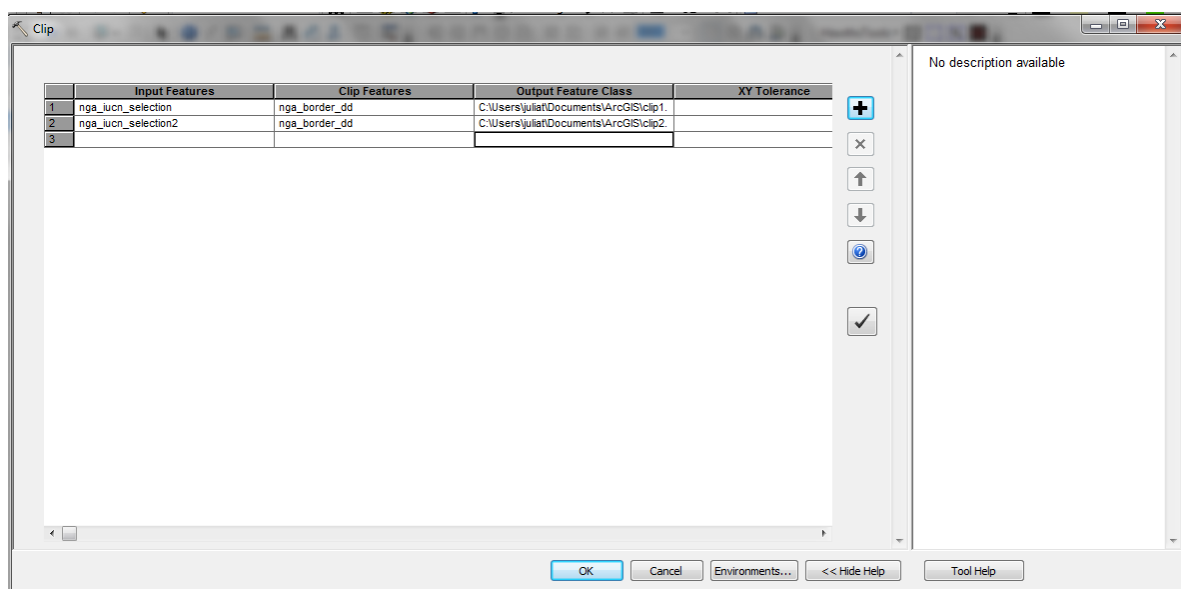 Clip
No description available
Input Features Clip Features Output Feature Class XY Tolerance
1 nga_iucn_selection nga_border_dd C:\Users\juliat\Documents\ArcGIS\clip1.
2 nga_iucn_selection2 nga_border_dd C:\Users\juliat\Documents\ArcGIS\clip2.
3
OK Cancel Environments... << Hide Help Tool Help